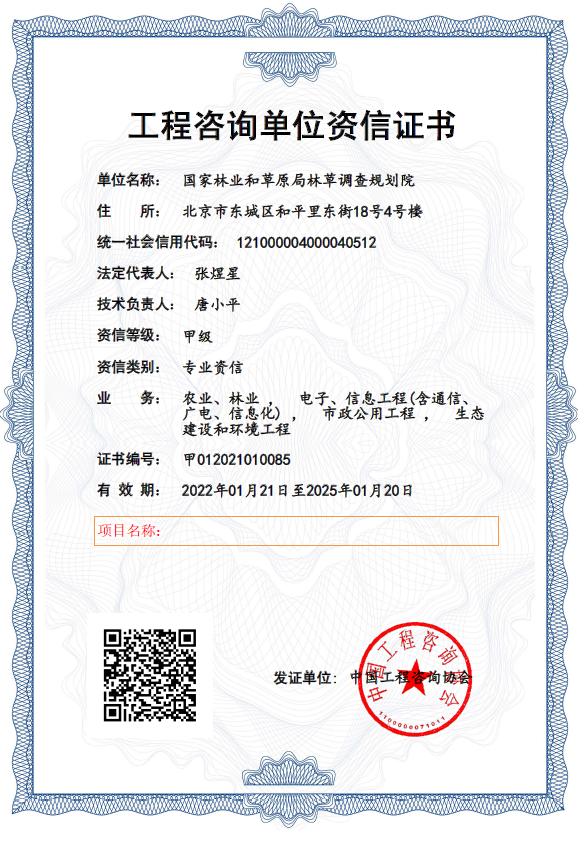 工程咨询单位资信证书
单位名称: 国家林业和草原局林草调查规划院
住 所: 北京市东城区和平里东街18号4号楼
统一社会信用代码: 121000004000040512
法定代表人: 张煜星
技术负责人: 唐小平
资信等级: 甲级
资信类别: 专业资信
业 务: 农业、林业 , 电子、信息工程(含通信、
广电、信息化) , 市政公用工程 , 生态
建设和环境工程
证书编号: 甲012021010085
有 效 期: 2022年01月21日至2025年01月20日
项目名称:
发证单位: 中国工程咨询协会
中国工程咨询协会
1100000071011